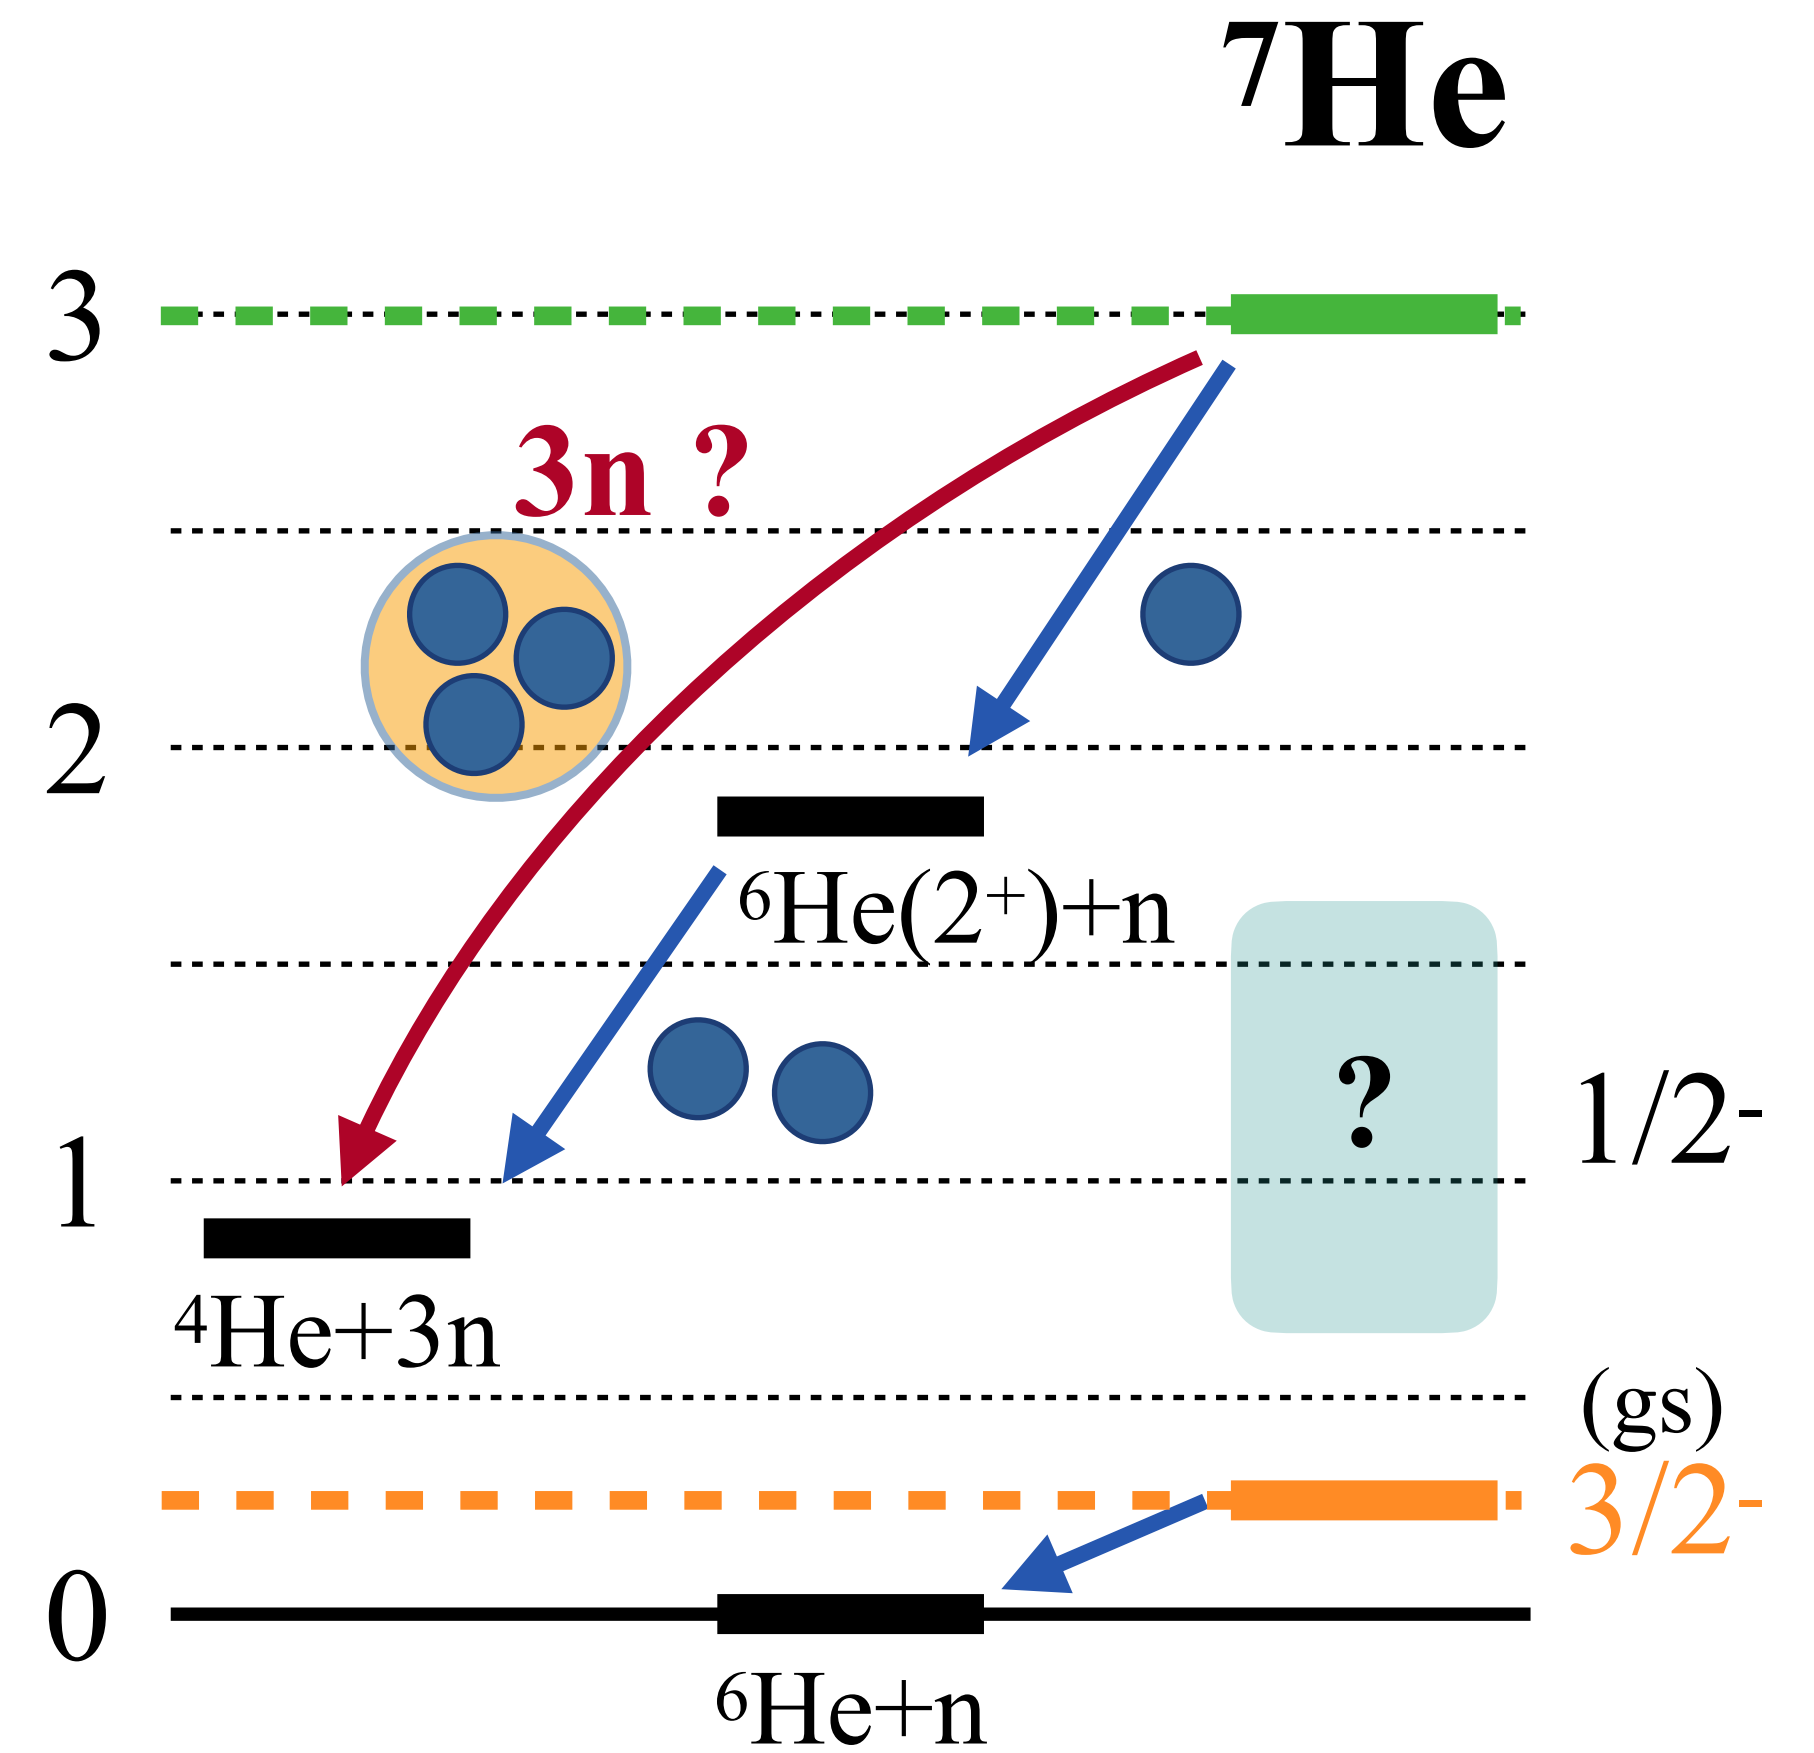 ⁷He
3
3n ?
2
⁶He(2⁺)+n
?
1/2⁻
1
⁴He+3n
(gs)
3/2⁻
0
⁶He+n